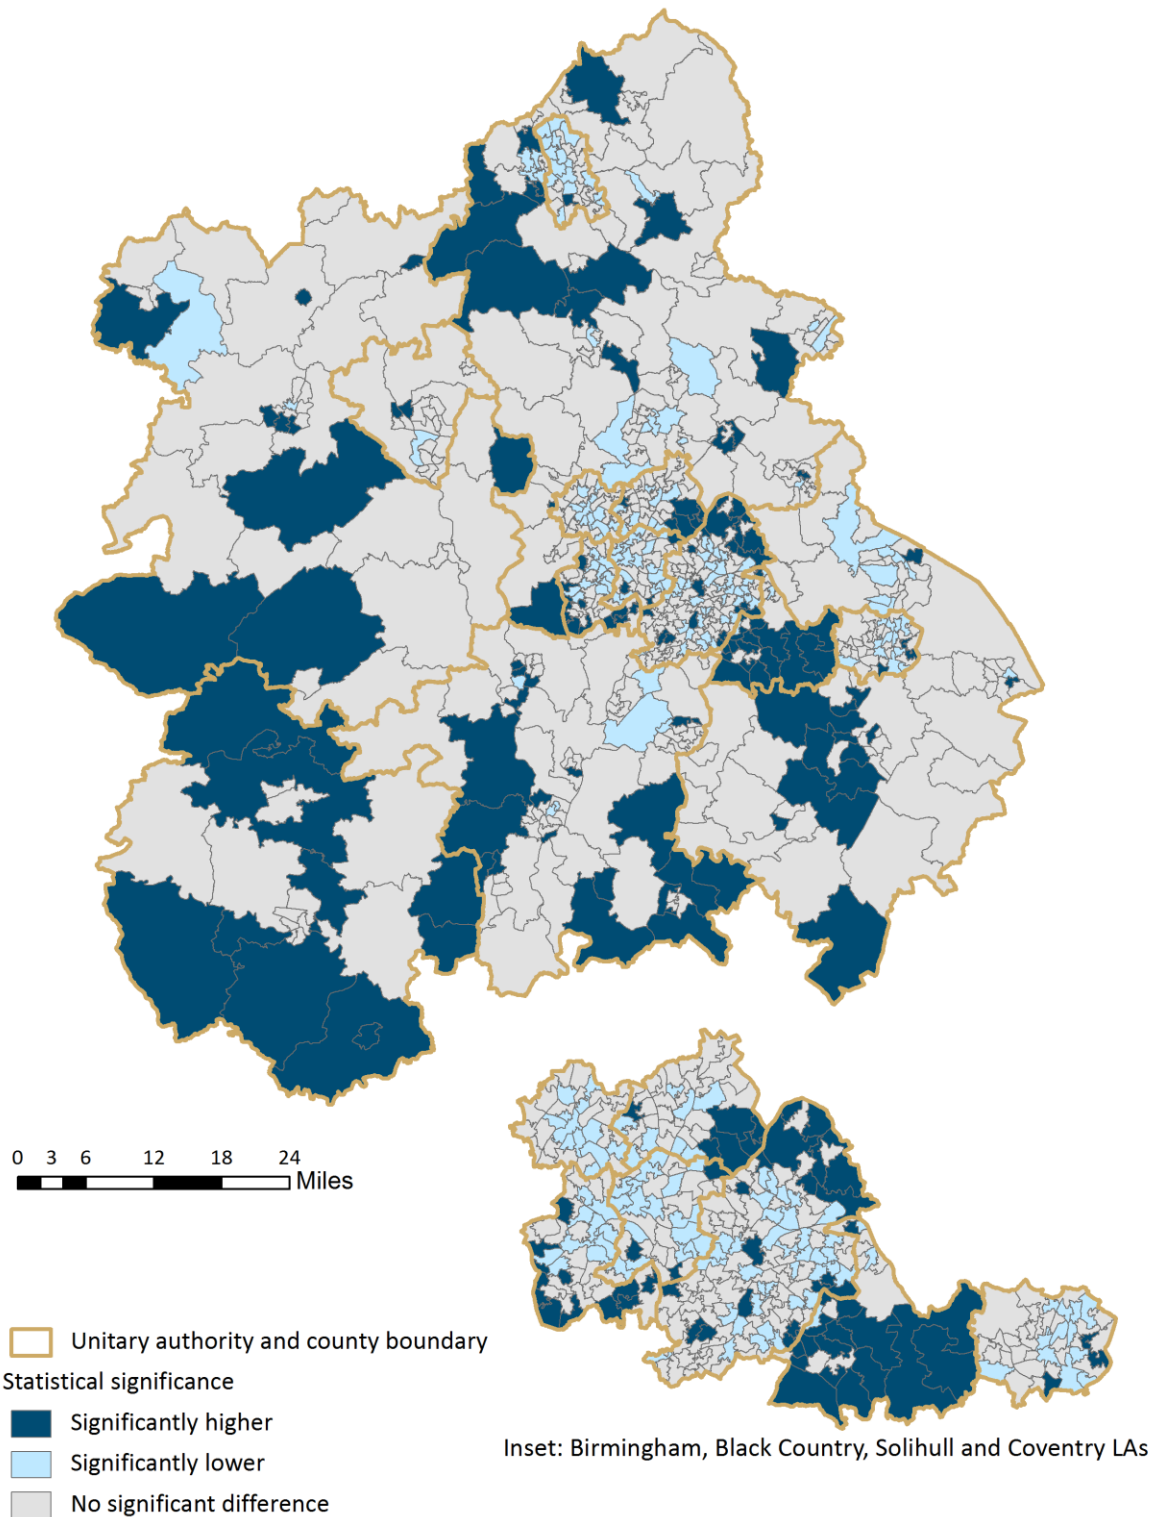 0 3 6 12 18 24
Miles
Unitary authority and county boundary
Statistical significance
Significantly higher
Significantly lower
No significant difference
Inset: Birmingham, Black Country, Solihull and Coventry LAs